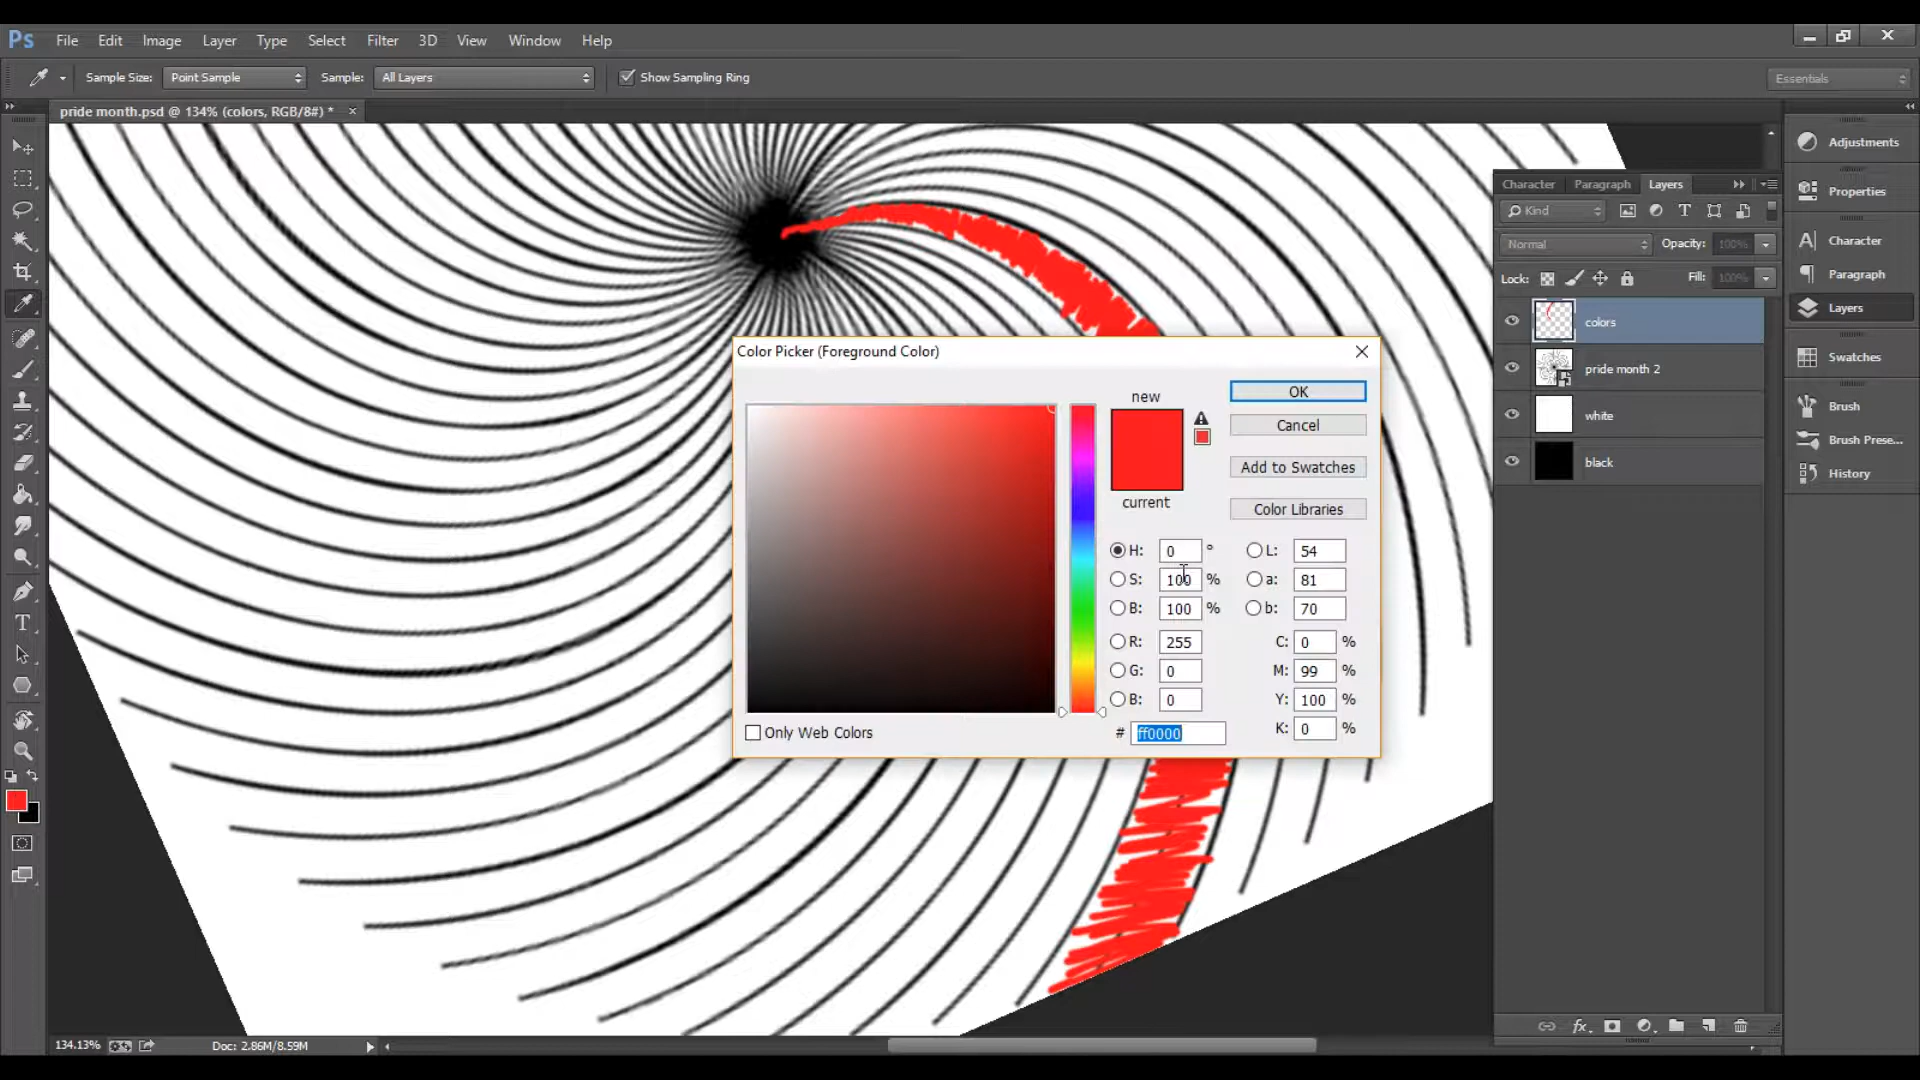 Ps File Edit Image Layer Type Select Filter 3D View Window Help
Sample Size: Point Sample Sample: All Layers Show Sampling Ring Essentials
pride month.psd @ 134% (colors, RGB/8#) *
Character Paragraph Layers
Kind
Normal Opacity: 100%
Lock: Fill: 100%
colors
pride month 2
white
black
Adjustments
Properties
Character
Paragraph
Layers
Swatches
Brush
Brush Prese...
History
Color Picker (Foreground Color)
new
current
OK
Cancel
Add to Swatches
Color Libraries
H: 0 ° L: 54
S: 100 % a: 81
B: 100 % b: 70
R: 255 C: 0 %
G: 0 M: 99 %
B: 0 Y: 100 %
# ff0000 K: 0 %
Only Web Colors
134.13% Doc: 2.86M/8.59M